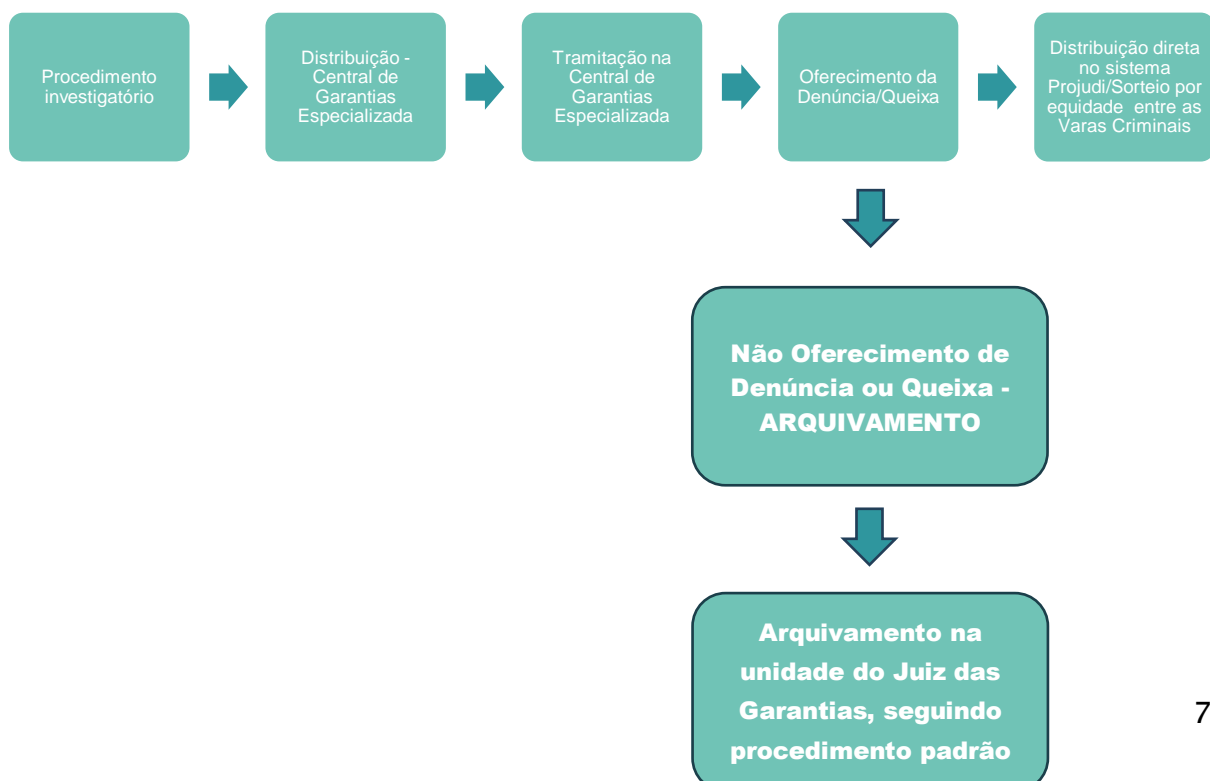 Procedimento
investigatório
Distribuição -
Central de
Garantias
Especializada
Tramitação na
Central de
Garantias
Especializada
Oferecimento da
Denúncia/Queixa
Distribuição direta
no sistema
Projudi/Sorteio por
equidade entre as
Varas Criminais
Não Oferecimento de
Denúncia ou Queixa -
ARQUIVAMENTO
Arquivamento na
unidade do Juiz das
Garantias, seguindo
procedimento padrão
7